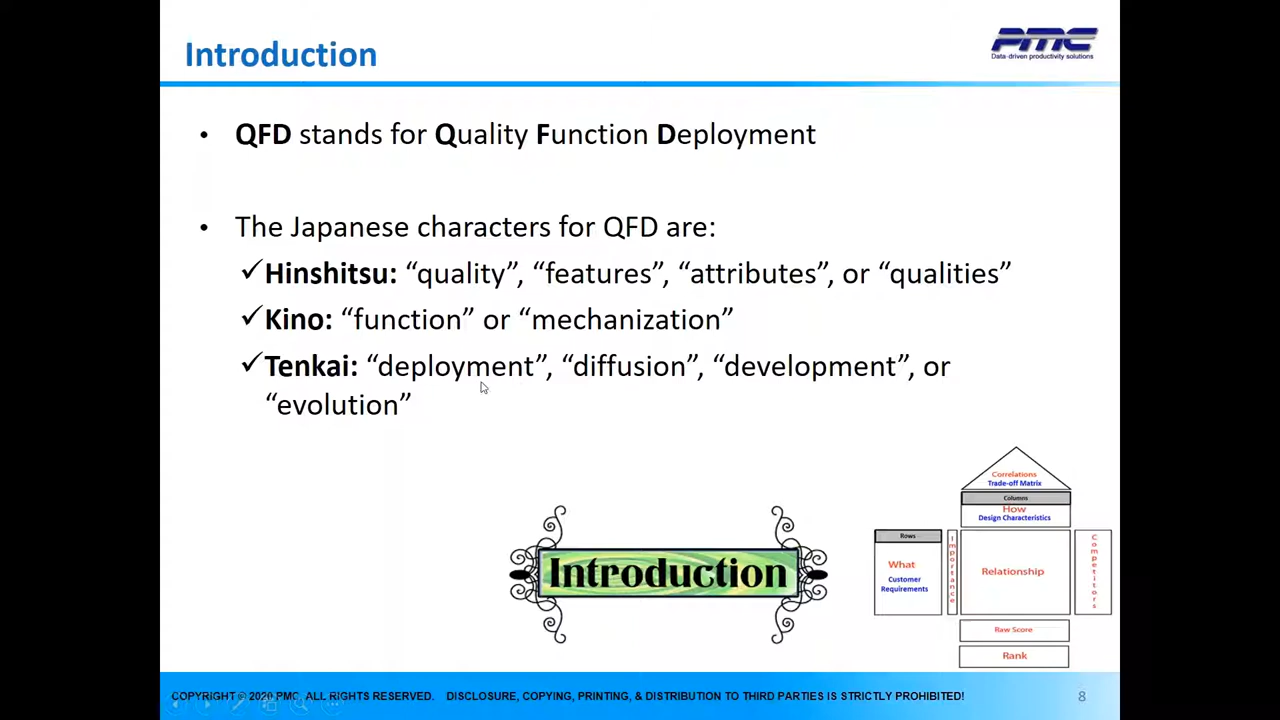 Introduction
PMC
Data-driven productivity solutions
• QFD stands for Quality Function Deployment
• The Japanese characters for QFD are:
✓Hinshitsu: “quality”, “features”, “attributes”, or “qualities”
✓Kino: “function” or “mechanization”
✓Tenkai: “deployment”, “diffusion”, “development”, or
“evolution”
Introduction
Correlations
Trade-off Matrix
Columns
How
Design Characteristics
Rows
What
Customer
Requirements
Importance
Relationship
Competitors
Raw Score
Rank
COPYRIGHT © 2020 PMC. ALL RIGHTS RESERVED. DISCLOSURE, COPYING, PRINTING, & DISTRIBUTION TO THIRD PARTIES IS STRICTLY PROHIBITED!
8